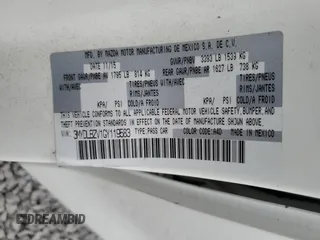 MFD. BY MAZDA MOTOR MANUFACTURING DE MEXICO S.A. DE C.V.
DATE 11/15 GVWR/PNBV 3393 LB 1539 KG
FRONT GAWR/PNBE AV 1795 LB 814 KG REAR GAWR/PNBE AR 1627 LB 738 KG
WITH/AVEC TIRES/PNEUS WITH/AVEC TIRES/PNEUS
RIMS/JANTES RIMS/JANTES
KPA/ PSI COLD/A FROID KPA/ PSI COLD/A FROID
THIS VEHICLE CONFORMS TO ALL APPLICABLE FEDERAL MOTOR VEHICLE SAFETY, BUMPER, AND THEFT PREVENTION STANDARDS IN EFFECT ON THE DATE OF MANUFACTURE SHOWN ABOVE.
TYPE: PASS CAR COLOR: A4D
MADE IN MEXICO